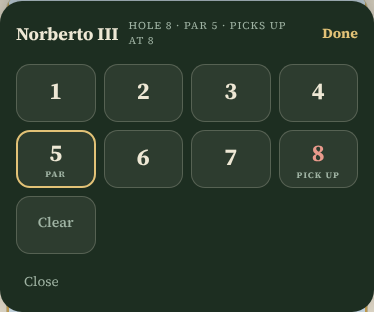 Norberto III HOLE 8 · PAR 5 · PICKS UP AT 8 Done
1 2 3 4
5 6 7 8
PAR PICK UP
Clear
Close